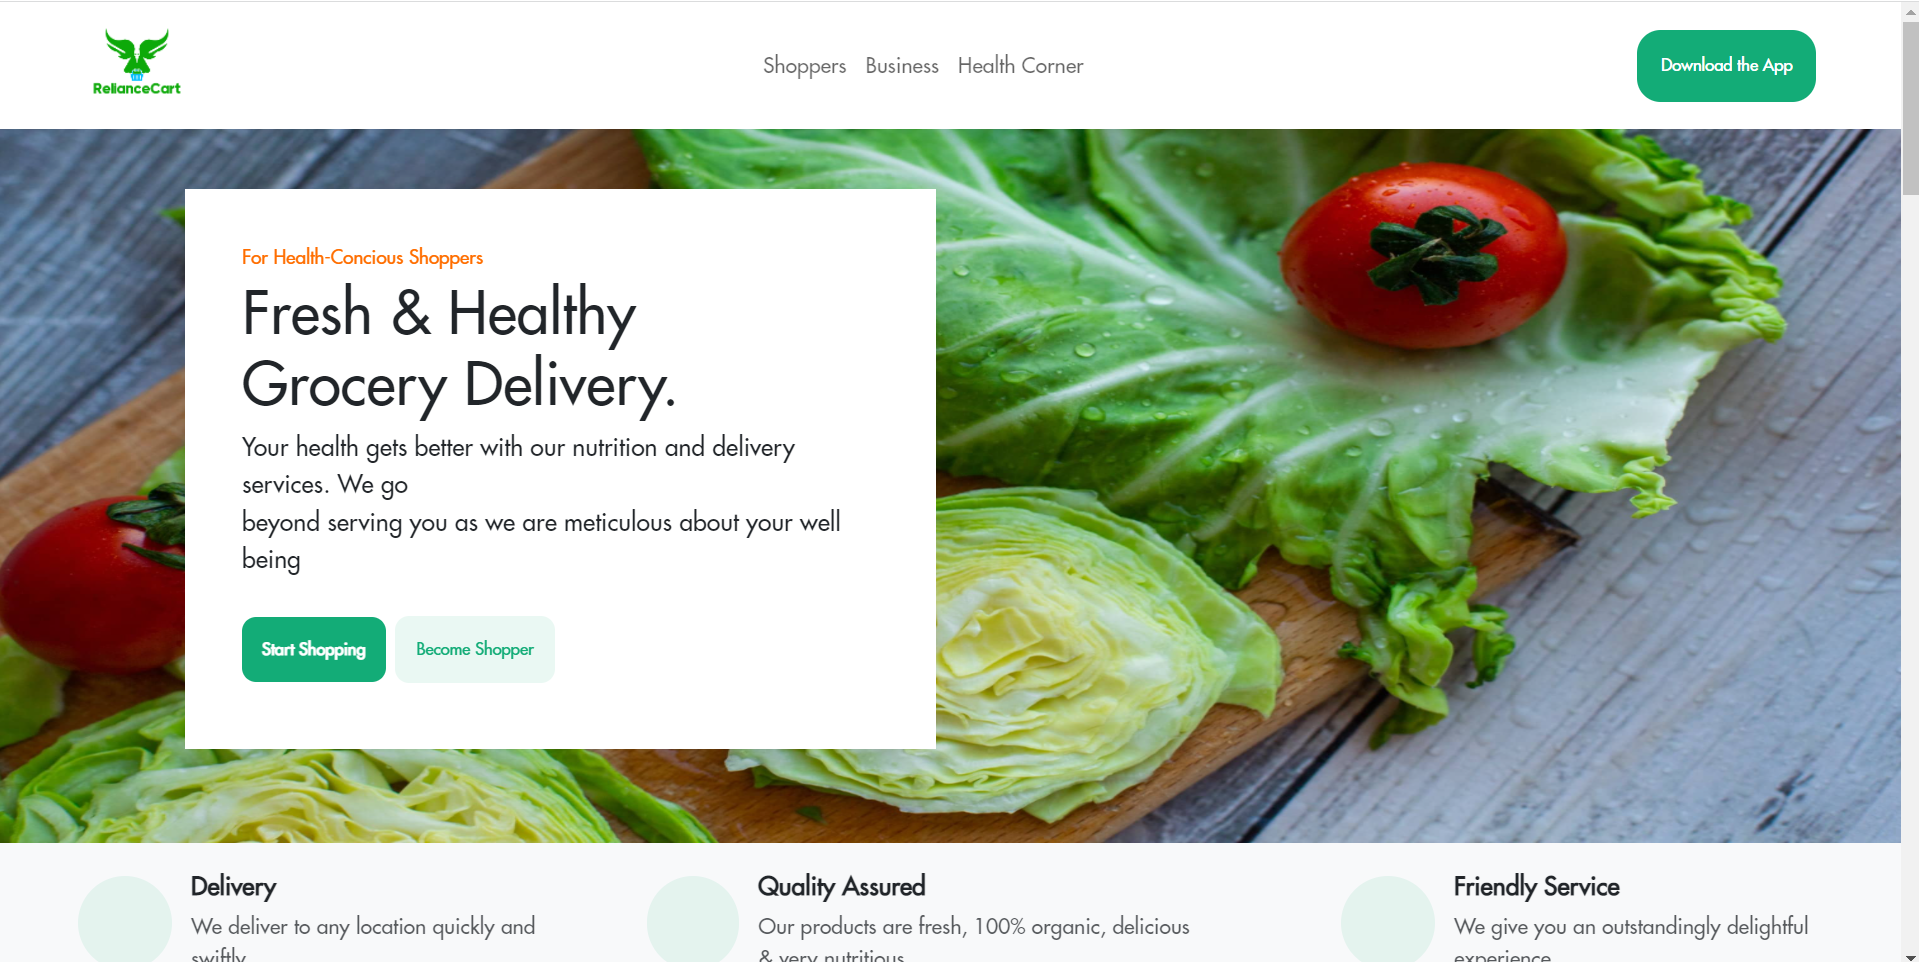 RelianceCart
Shoppers Business Health Corner
Download the App
For Health-Concious Shoppers
Fresh & Healthy
Grocery Delivery.
Your health gets better with our nutrition and delivery
services. We go
beyond serving you as we are meticulous about your well
being
Start Shopping
Become Shopper
Delivery
We deliver to any location quickly and
swiftly
Quality Assured
Our products are fresh, 100% organic, delicious
& very nutritious
Friendly Service
We give you an outstandingly delightful
experience